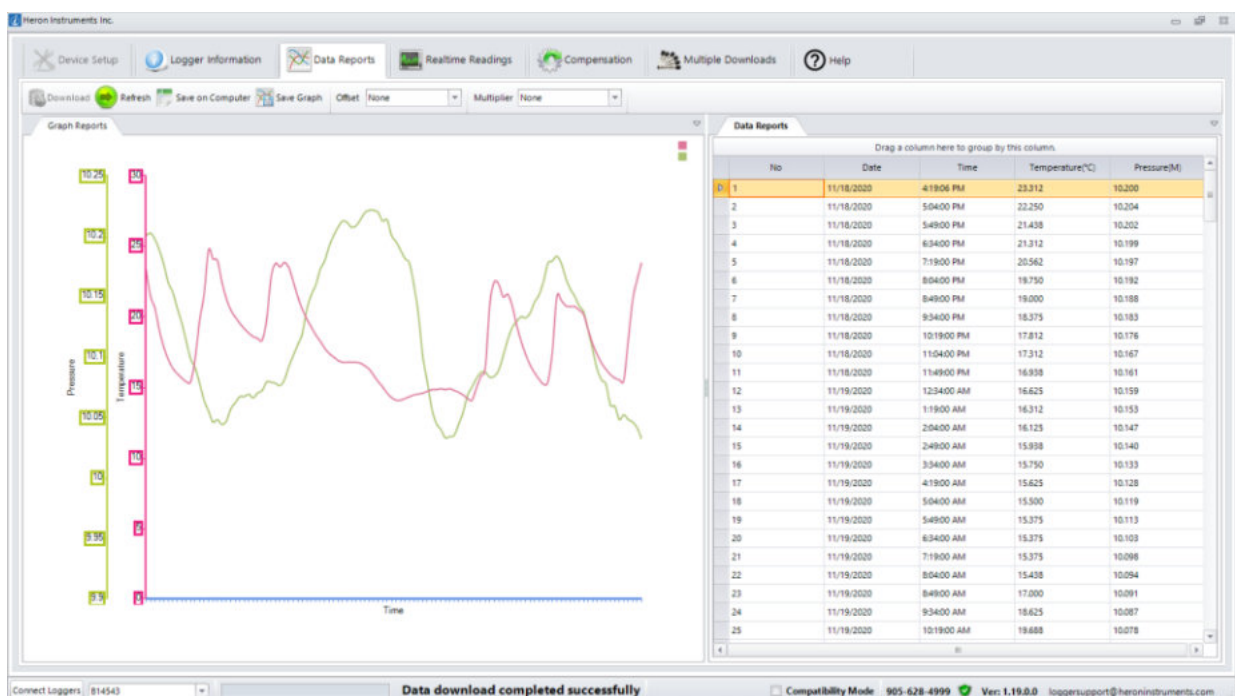 Heron Instruments Inc.
Device Setup Logger Information Data Reports Realtime Readings Compensation Multiple Downloads Help
Download Refresh Save on Computer Save Graph Offset None Multiplier None
Graph Reports
10.25 30
10.2 25
10.15 20
10.1 15
10.05 10
10 5
9.95 0
9.9
Pressure
Temperature
Time
Data Reports
Drag a column here to group by this column.
No Date Time Temperature(°C) Pressure(M)
1 11/18/2020 4:19:06 PM 23.312 10.200
2 11/18/2020 5:04:00 PM 22.250 10.204
3 11/18/2020 5:49:00 PM 21.438 10.202
4 11/18/2020 6:34:00 PM 21.312 10.199
5 11/18/2020 7:19:00 PM 20.562 10.197
6 11/18/2020 8:04:00 PM 19.750 10.192
7 11/18/2020 8:49:00 PM 19.000 10.188
8 11/18/2020 9:34:00 PM 18.375 10.183
9 11/18/2020 10:19:00 PM 17.812 10.176
10 11/18/2020 11:04:00 PM 17.312 10.167
11 11/18/2020 11:49:00 PM 16.938 10.161
12 11/19/2020 12:34:00 AM 16.625 10.159
13 11/19/2020 1:19:00 AM 16.312 10.153
14 11/19/2020 2:04:00 AM 16.125 10.147
15 11/19/2020 2:49:00 AM 15.938 10.140
16 11/19/2020 3:34:00 AM 15.750 10.133
17 11/19/2020 4:19:00 AM 15.625 10.128
18 11/19/2020 5:04:00 AM 15.500 10.119
19 11/19/2020 5:49:00 AM 15.375 10.113
20 11/19/2020 6:34:00 AM 15.375 10.103
21 11/19/2020 7:19:00 AM 15.375 10.098
22 11/19/2020 8:04:00 AM 15.438 10.094
23 11/19/2020 8:49:00 AM 17.000 10.091
24 11/19/2020 9:34:00 AM 18.625 10.087
25 11/19/2020 10:19:00 AM 19.688 10.078
Connect Loggers 814543 Data download completed successfully Compatibility Mode 905-628-4999 Ver: 1.19.0.0 loggersupport@heroninstruments.com